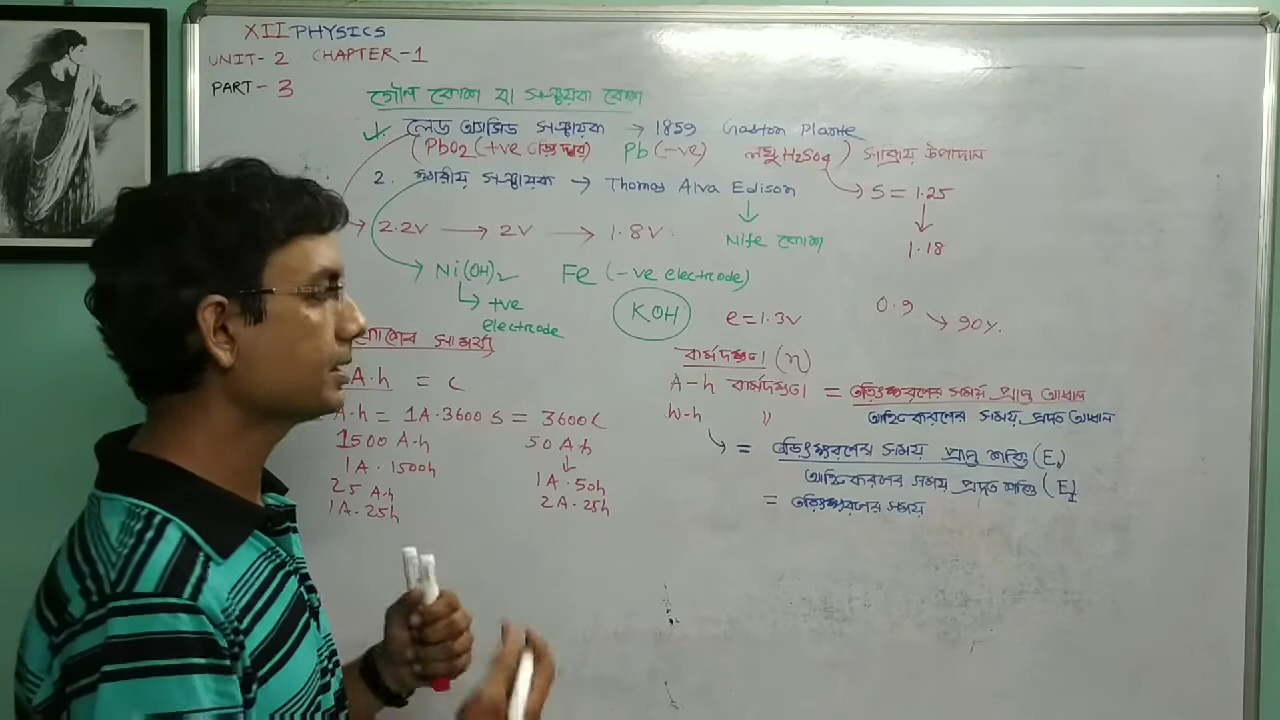 XII PHYSICS
UNIT-2 CHAPTER-1
PART-3
গৌণ কোশ বা সঞ্চয়ক কোশ
1. লেড অ্যাসিড সঞ্চায়ক → 1859 Gaston Plante
(PbO2 (+ve তড়িদ্দ্বার) Pb (-ve) লঘু H2SO4) সক্রিয় উপাদান
2. ক্ষারীয় সঞ্চায়ক → Thomas Alva Edison → S = 1.25
→ 2.2V → 2V → 1.8V. Nife কোশ 1.18
→ Ni(OH)2 Fe (-ve electrode)
+ve electrode KOH e = 1.3V 0.9 → 90%.
সামর্থ্য
কার্যদক্ষতা (η)
A.h = C
A-h কার্যদক্ষতা = তড়িৎক্ষরণের সময় প্রাপ্ত আধান
আহিতকরণের সময় প্রদত্ত আধান
A.h = 1A.3600 S = 3600C
W-h "
1500 A.h 50 A.h
→ = তড়িৎক্ষরণের সময় প্রাপ্ত শক্তি (E1)
1A.1500h
আহিতকরণের সময় প্রদত্ত শক্তি (E2)
25 A.h 1A.50h
1A.25h 2A.25h
= তড়িৎক্ষরণের সময়